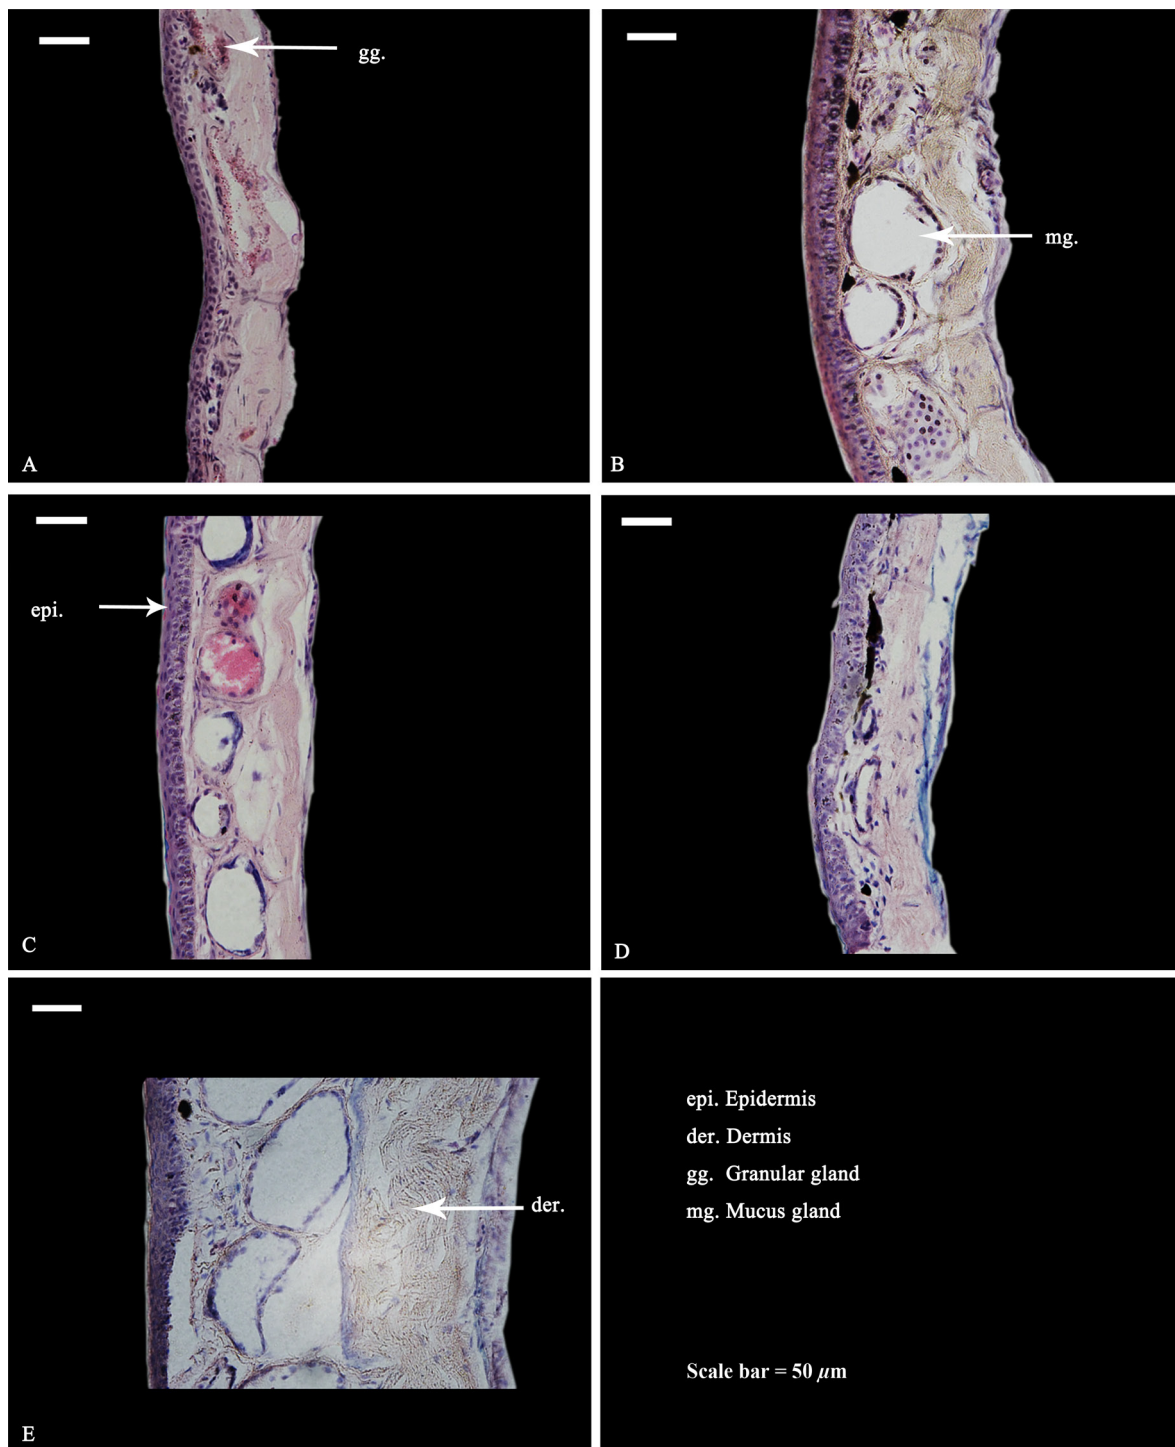 gg.
A
mg.
B
epi.
C
D
der.
E
epi. Epidermis
der. Dermis
gg. Granular gland
mg. Mucus gland
Scale bar = 50 µm